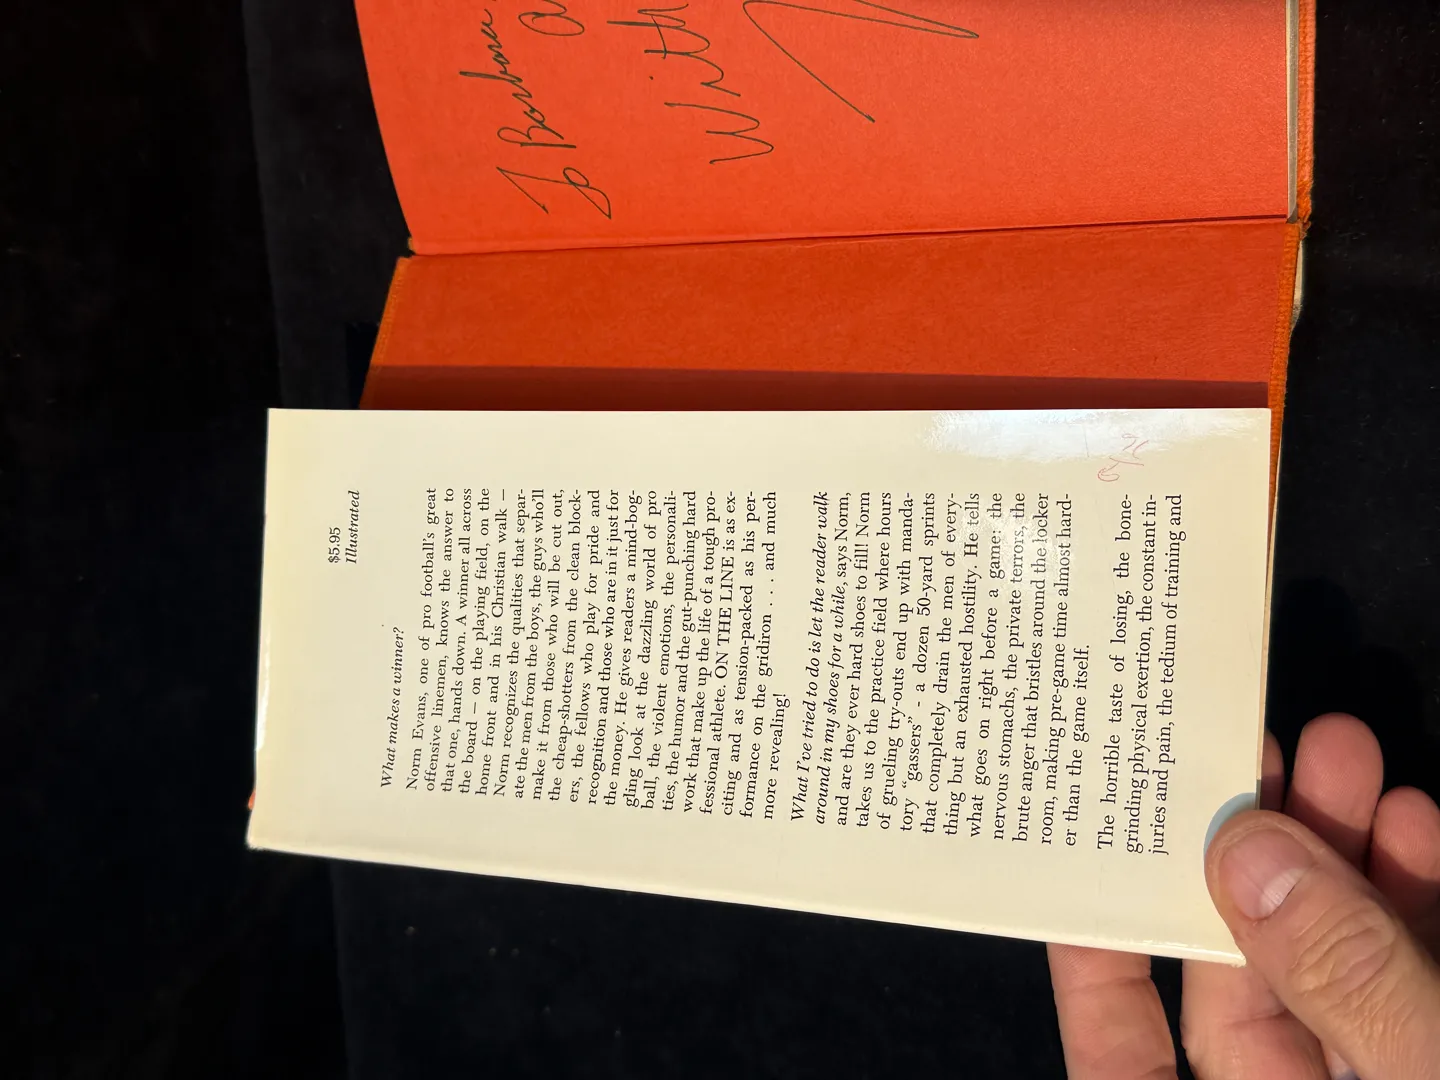 To Barbara,
With
$5.95
Illustrated
What makes a winner?
Norm Evans, one of pro football's great
offensive linemen, knows the answer to
that one, hands down. A winner all across
the board — on the playing field, on the
home front and in his Christian walk —
Norm recognizes the qualities that separ-
ate the men from the boys, the guys who'll
make it from those who will be cut out,
the cheap-shotters from the clean block-
ers, the fellows who play for pride and
recognition and those who are in it just for
the money. He gives readers a mind-bog-
gling look at the dazzling world of pro
ball, the violent emotions, the personali-
ties, the humor and the gut-punching hard
work that make up the life of a tough pro-
fessional athlete. ON THE LINE is as ex-
citing and as tension-packed as his per-
formance on the gridiron . . . . and much
more revealing!
What I've tried to do is let the reader walk
around in my shoes for a while, says Norm,
and are they ever hard shoes to fill! Norm
takes us to the practice field where hours
of grueling try-outs end up with manda-
tory “gassers” - a dozen 50-yard sprints
that completely drain the men of every-
thing but an exhausted hostility. He tells
what goes on right before a game: the
nervous stomachs, the private terrors, the
brute anger that bristles around the locker
room, making pre-game time almost hard-
er than the game itself.
The horrible taste of losing, the bone-
grinding physical exertion, the constant in-
juries and pain, the tedium of training and